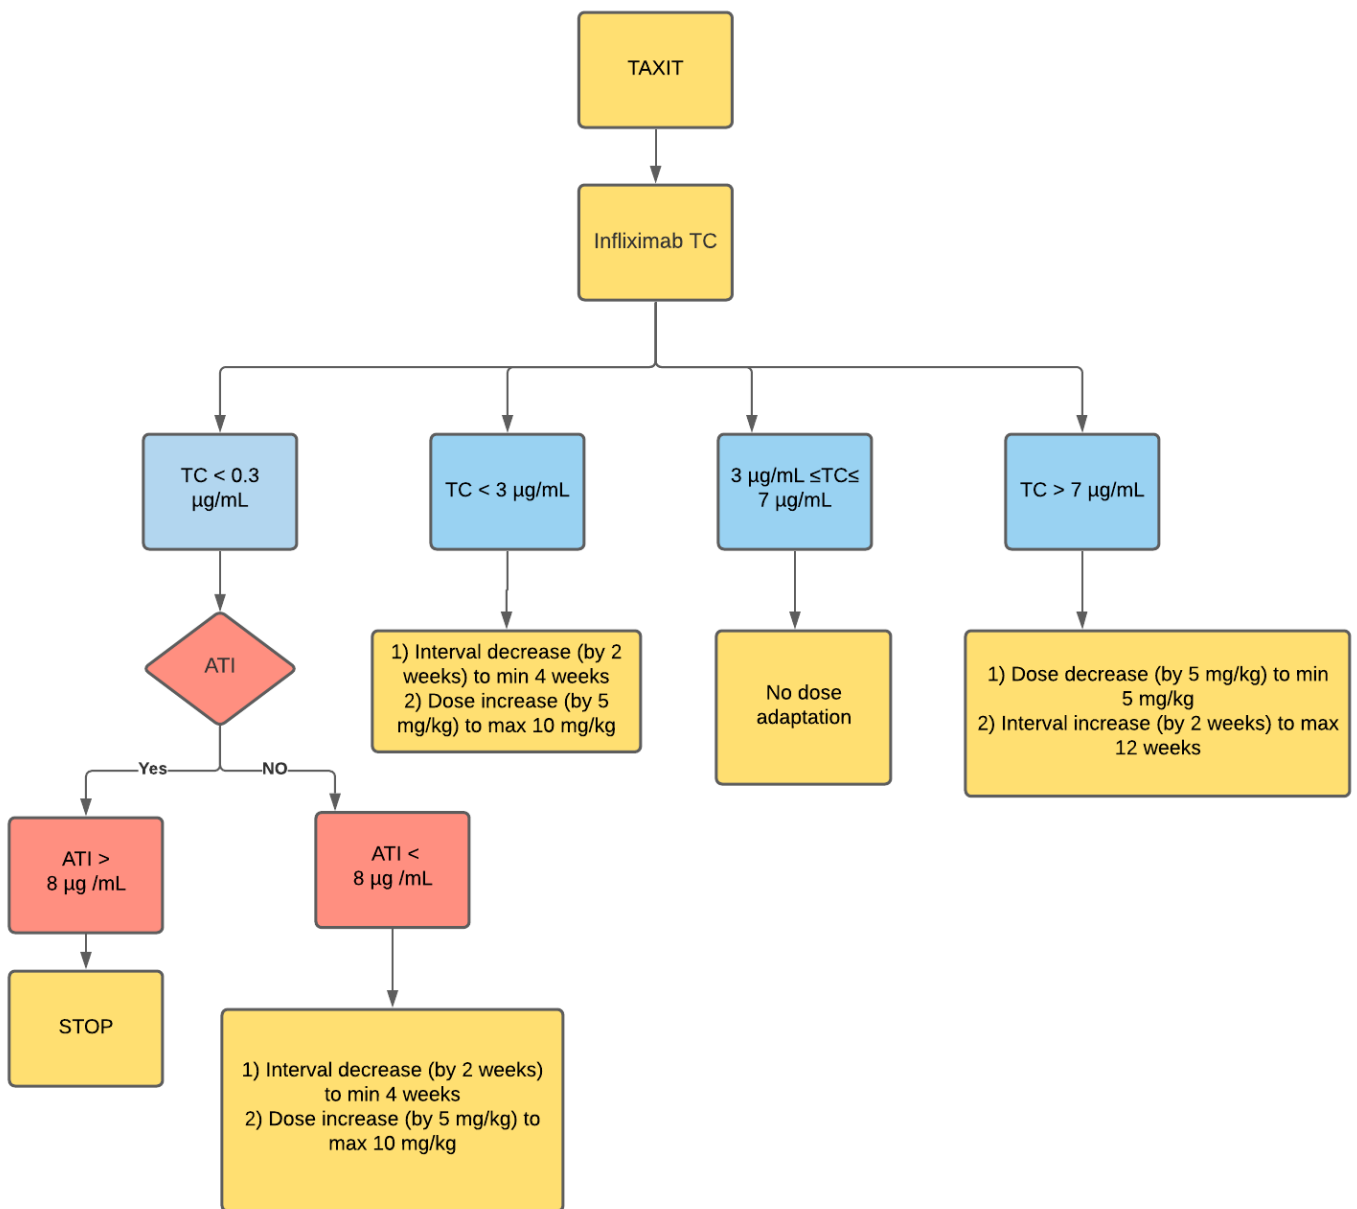 TAXIT
Infliximab TC
TC < 0.3
µg/mL
TC < 3 µg/mL
3 µg/mL ≤TC≤
7 µg/mL
TC > 7 µg/mL
ATI
1) Interval decrease (by 2
weeks) to min 4 weeks
2) Dose increase (by 5
mg/kg) to max 10 mg/kg
No dose
adaptation
1) Dose decrease (by 5 mg/kg) to min
5 mg/kg
2) Interval increase (by 2 weeks) to max
12 weeks
Yes
NO
ATI >
8 µg /mL
ATI <
8 µg /mL
STOP
1) Interval decrease (by 2 weeks)
to min 4 weeks
2) Dose increase (by 5 mg/kg) to
max 10 mg/kg